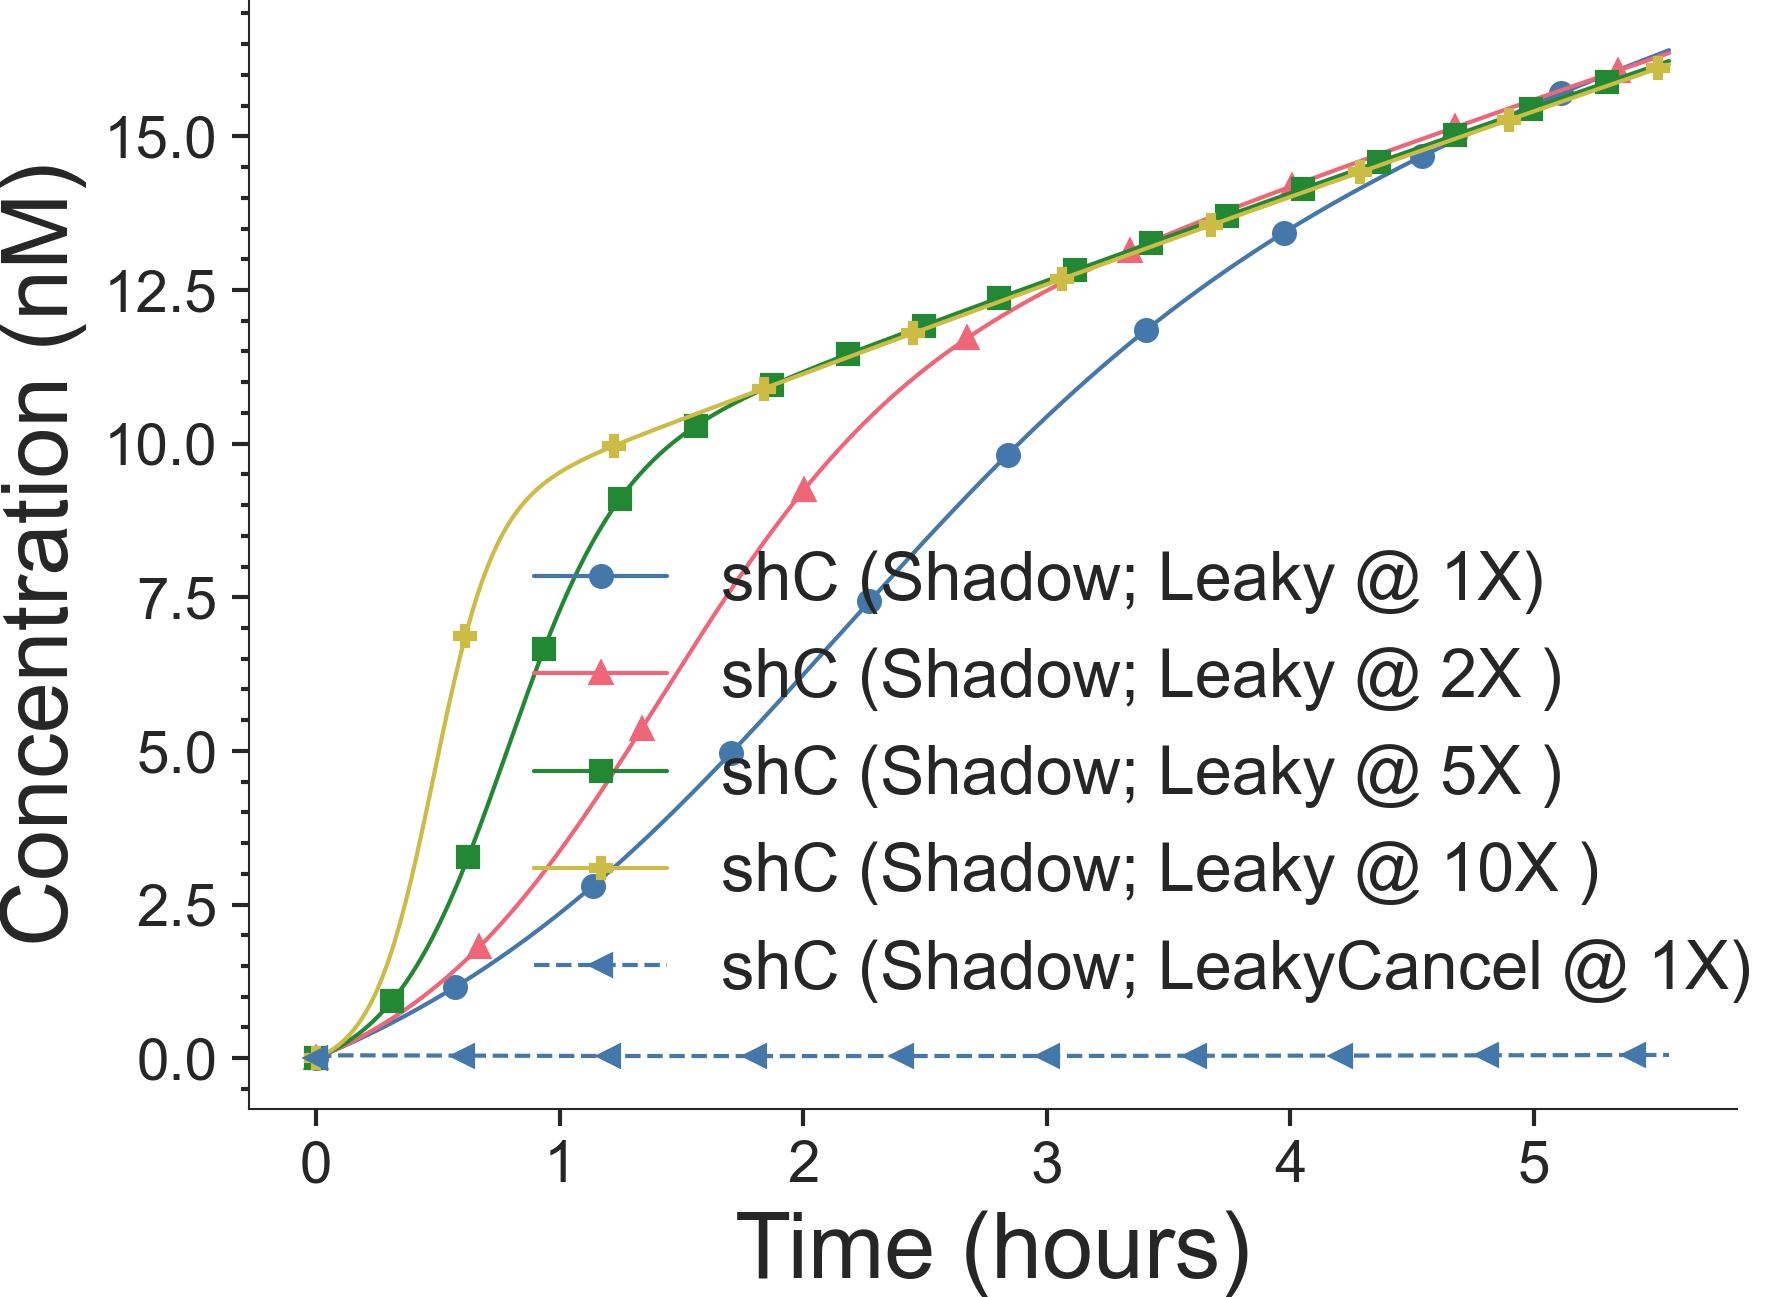 Concentration (nM)
15.0
12.5
10.0
7.5
5.0
2.5
0.0
shC (Shadow; Leaky @ 1X)
shC (Shadow; Leaky @ 2X )
shC (Shadow; Leaky @ 5X )
shC (Shadow; Leaky @ 10X )
shC (Shadow; LeakyCancel @ 1X)
0 1 2 3 4 5
Time (hours)